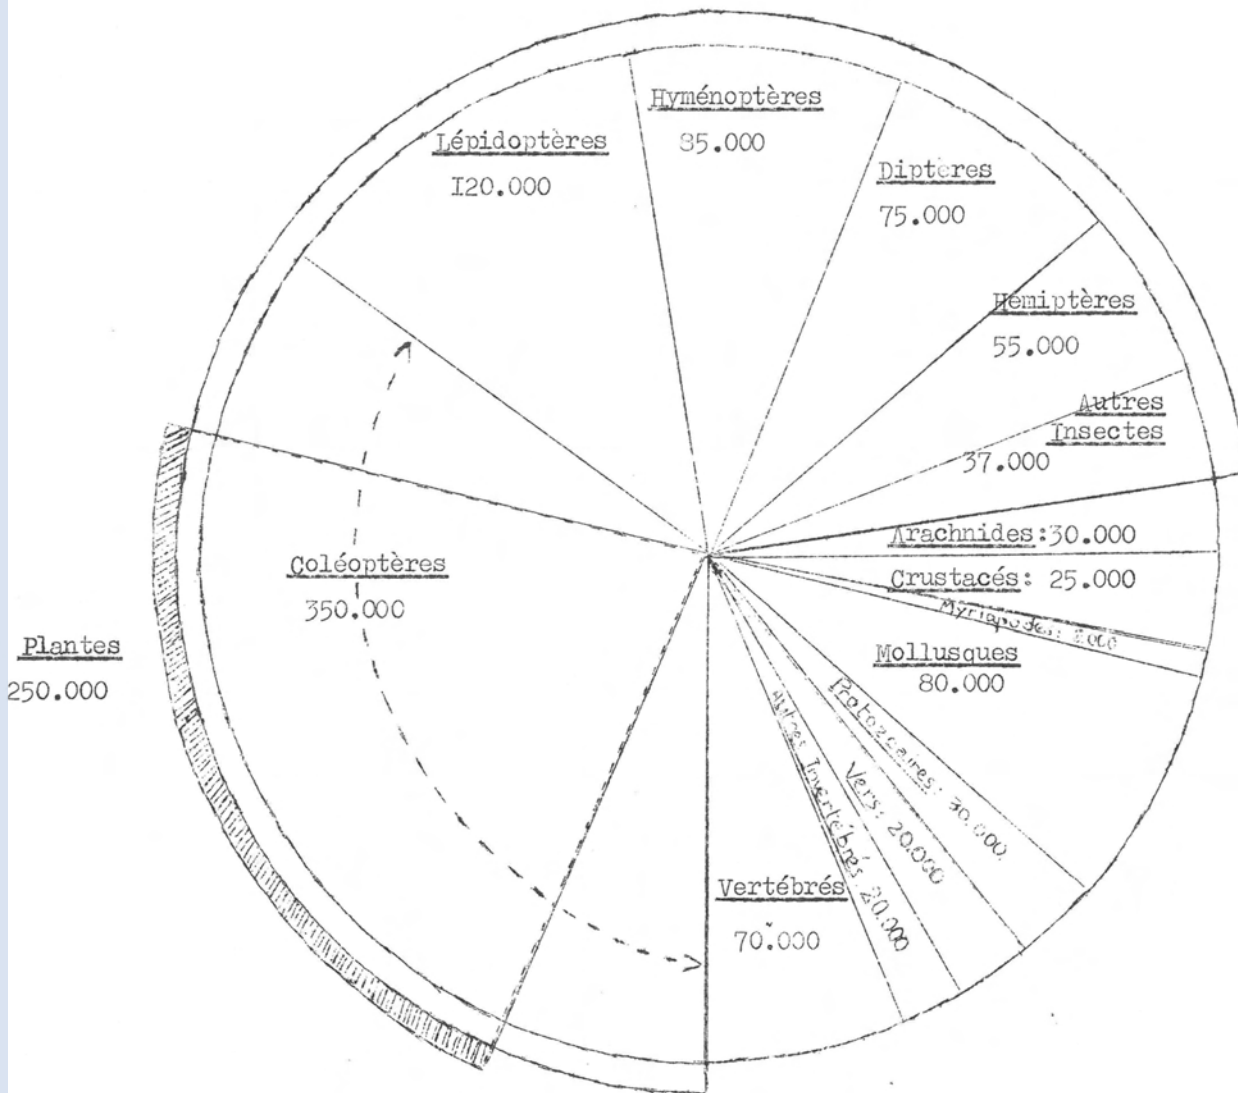 Hyménoptères
85.000
Lépidoptères
I20.000
Diptères
75.000
Hémiptères
55.000
Autres
Insectes
37.000
Arachnides:30.000
Crustacés: 25.000
Myriapodes:
Mollusques
80.000
Protozoaires: 30.000
Vers: 20.000
Autres Invertébrés: 20.000
Vertébrés
70.000
Coléoptères
350.000
Plantes
250.000